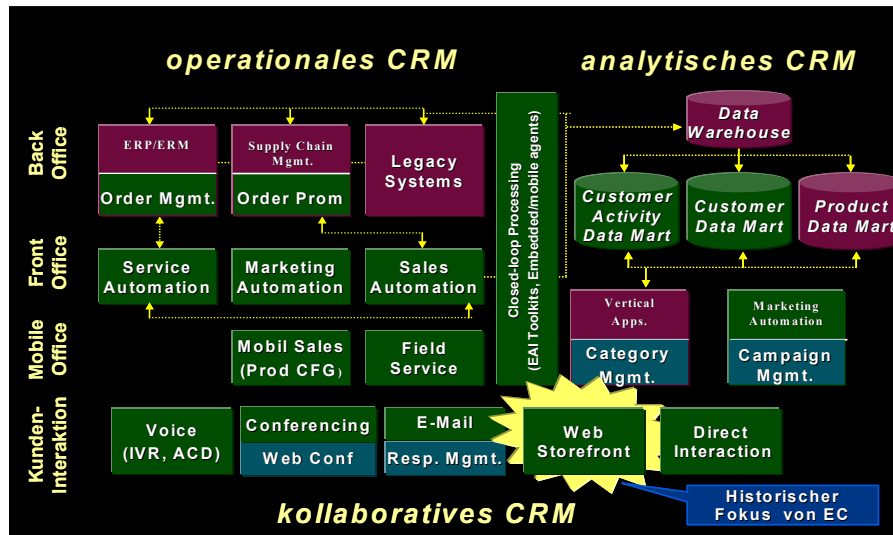 operationales CRM
analytisches CRM
Back
Office
ERP/ERM
Order Mgmt.
Supply Chain
Mgmt.
Order Prom
Legacy
Systems
Closed-loop Processing
(EAI Toolkits, Embedded/mobile agents)
Data
Warehouse
Customer
Activity
Data Mart
Customer
Data Mart
Product
Data Mart
Front
Office
Service
Automation
Marketing
Automation
Sales
Automation
Mobile
Office
Mobil Sales
(Prod CFG)
Field
Service
Vertical
Apps.
Category
Mgmt.
Marketing
Automation
Campaign
Mgmt.
Kunden-
Interaktion
Voice
(IVR, ACD)
Conferencing
Web Conf
E-Mail
Resp. Mgmt.
Web
Storefront
Direct
Interaction
kollaboratives CRM
Historischer
Fokus von EC